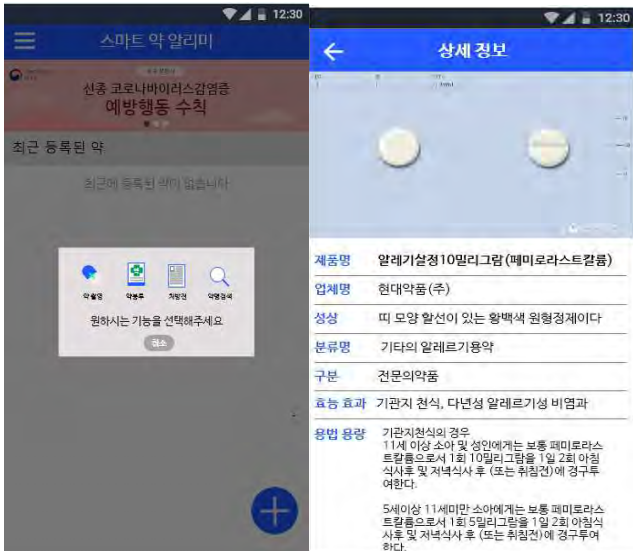 12:30
스마트 약 알리미
신종 코로나바이러스감염증
예방행동 수칙
최근 등록된 약
최근에 등록된 약이 없습니다
약 촬영
약봉투
처방전
약명검색
원하시는 기능을 선택해주세요
취소
12:30
상세 정보
제품명 알레기살정10밀리그람(페미로라스트칼륨)
업체명 현대약품(주)
성상 띠 모양 할선이 있는 황백색 원형정제이다
분류명 기타의 알레르기용약
구분 전문의약품
효능 효과 기관지 천식, 다년성 알레르기성 비염과
용법 용량 기관지천식의 경우
11세 이상 소아 및 성인에게는 보통 페미로라스
트칼륨으로서 1회 10밀리그람을 1일 2회 아침
식사후 및 저녁식사 후 (또는 취침전)에 경구투
여한다.
5세이상 11세미만 소아에게는 보통 페미로라스
트칼륨으로서 1회 5밀리그람을 1일 2회 아침식
사후 및 저녁식사 후 (또는 취침전)에 경구투여
한다.